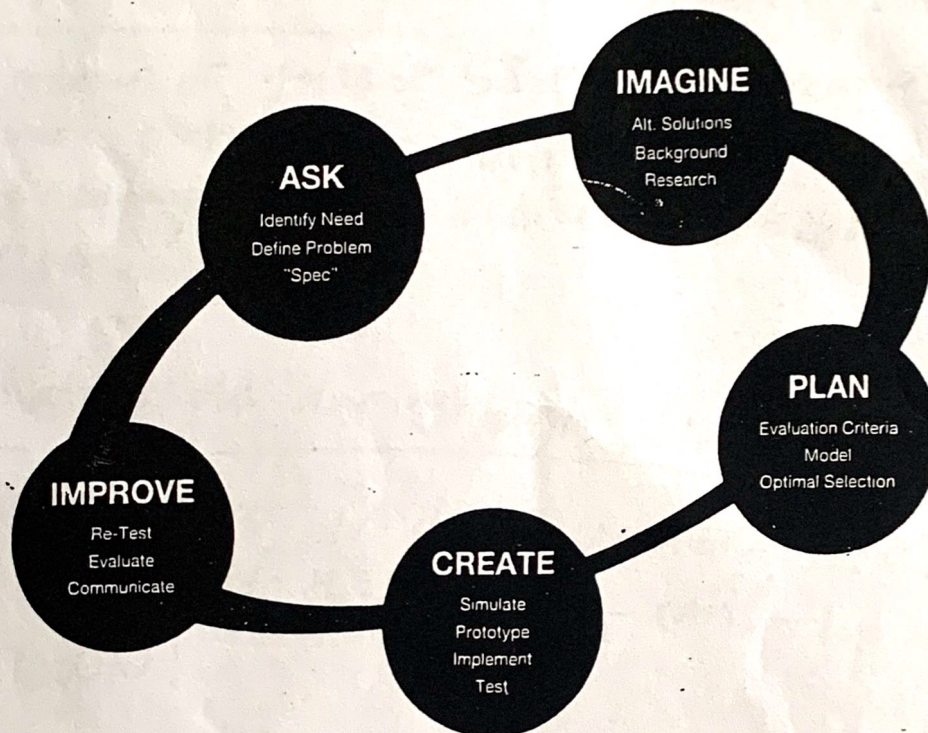 ASK
Identify Need
Define Problem
"Spec"
IMAGINE
Alt. Solutions
Background
Research
PLAN
Evaluation Criteria
Model
Optimal Selection
CREATE
Simulate
Prototype
Implement
Test
IMPROVE
Re-Test
Evaluate
Communicate